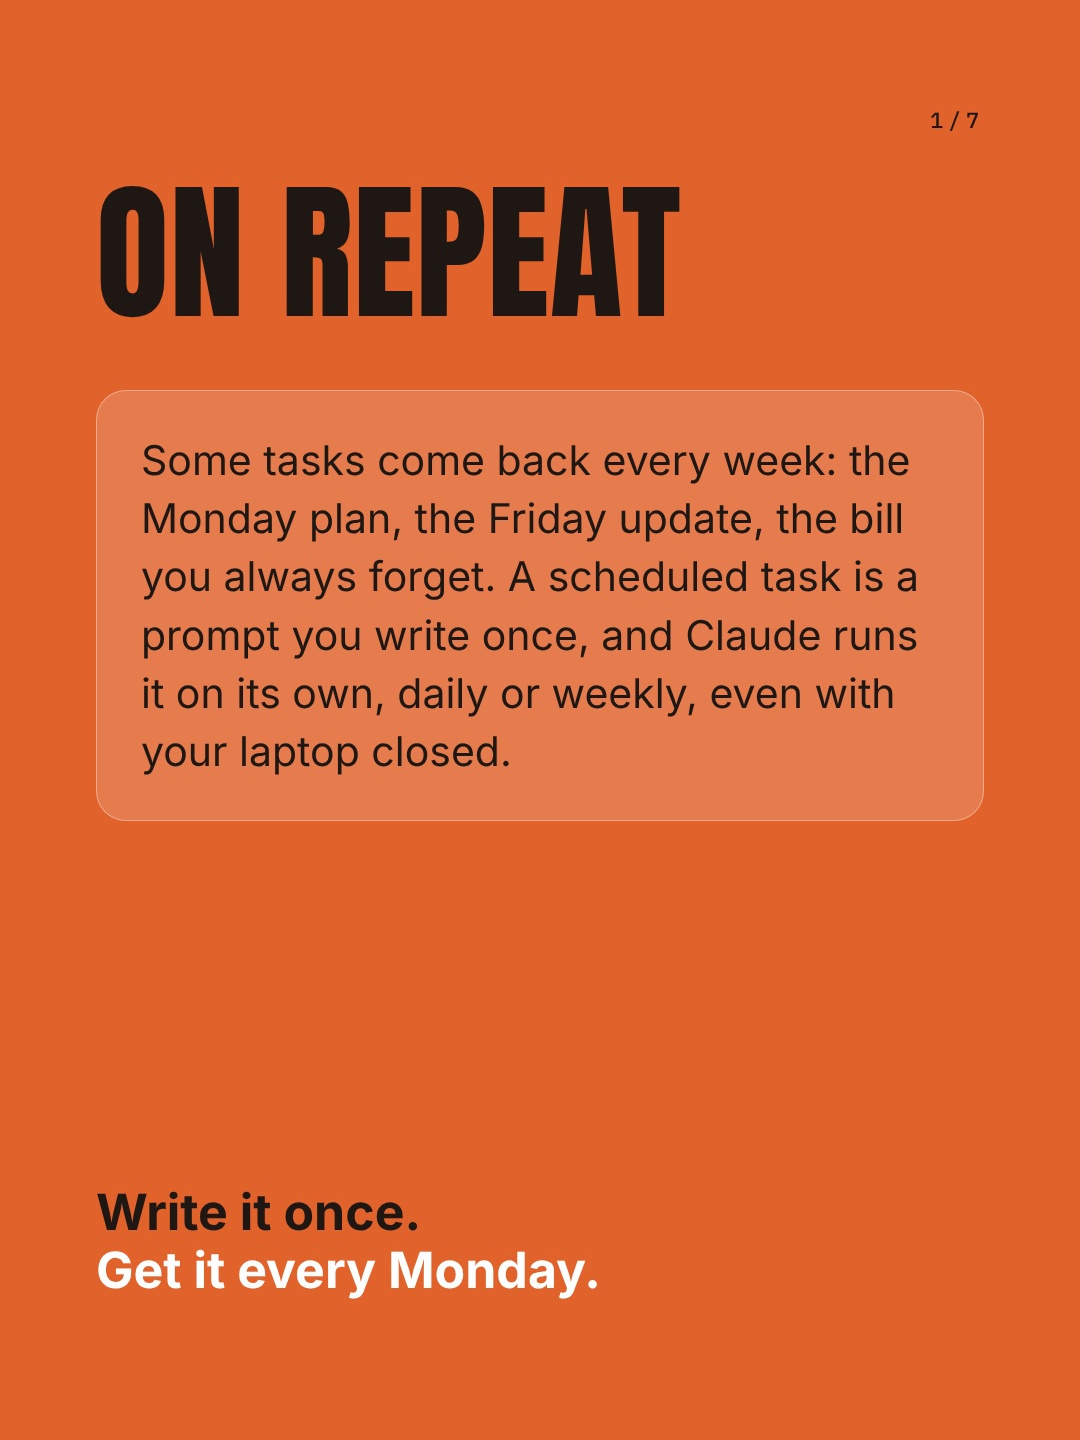 1 / 7
ON REPEAT
Some tasks come back every week: the
Monday plan, the Friday update, the bill
you always forget. A scheduled task is a
prompt you write once, and Claude runs
it on its own, daily or weekly, even with
your laptop closed.
Write it once.
Get it every Monday.